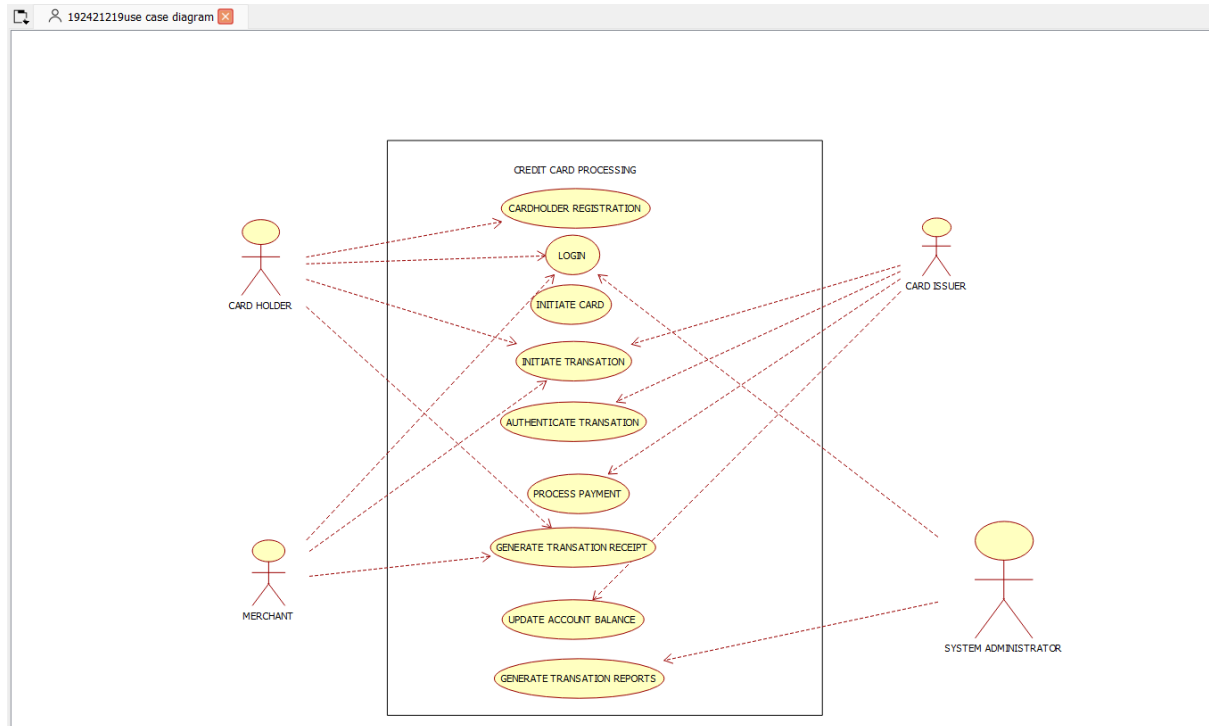 192421219use case diagram
CREDIT CARD PROCESSING
CARDHOLDER REGISTRATION
LOGIN
CARD ISSUER
INITIATE CARD
CARD HOLDER
INITIATE TRANSATION
AUTHENTICATE TRANSATION
PROCESS PAYMENT
GENERATE TRANSATION RECEIPT
MERCHANT
UPDATE ACCOUNT BALANCE
SYSTEM ADMINISTRATOR
GENERATE TRANSATION REPORTS